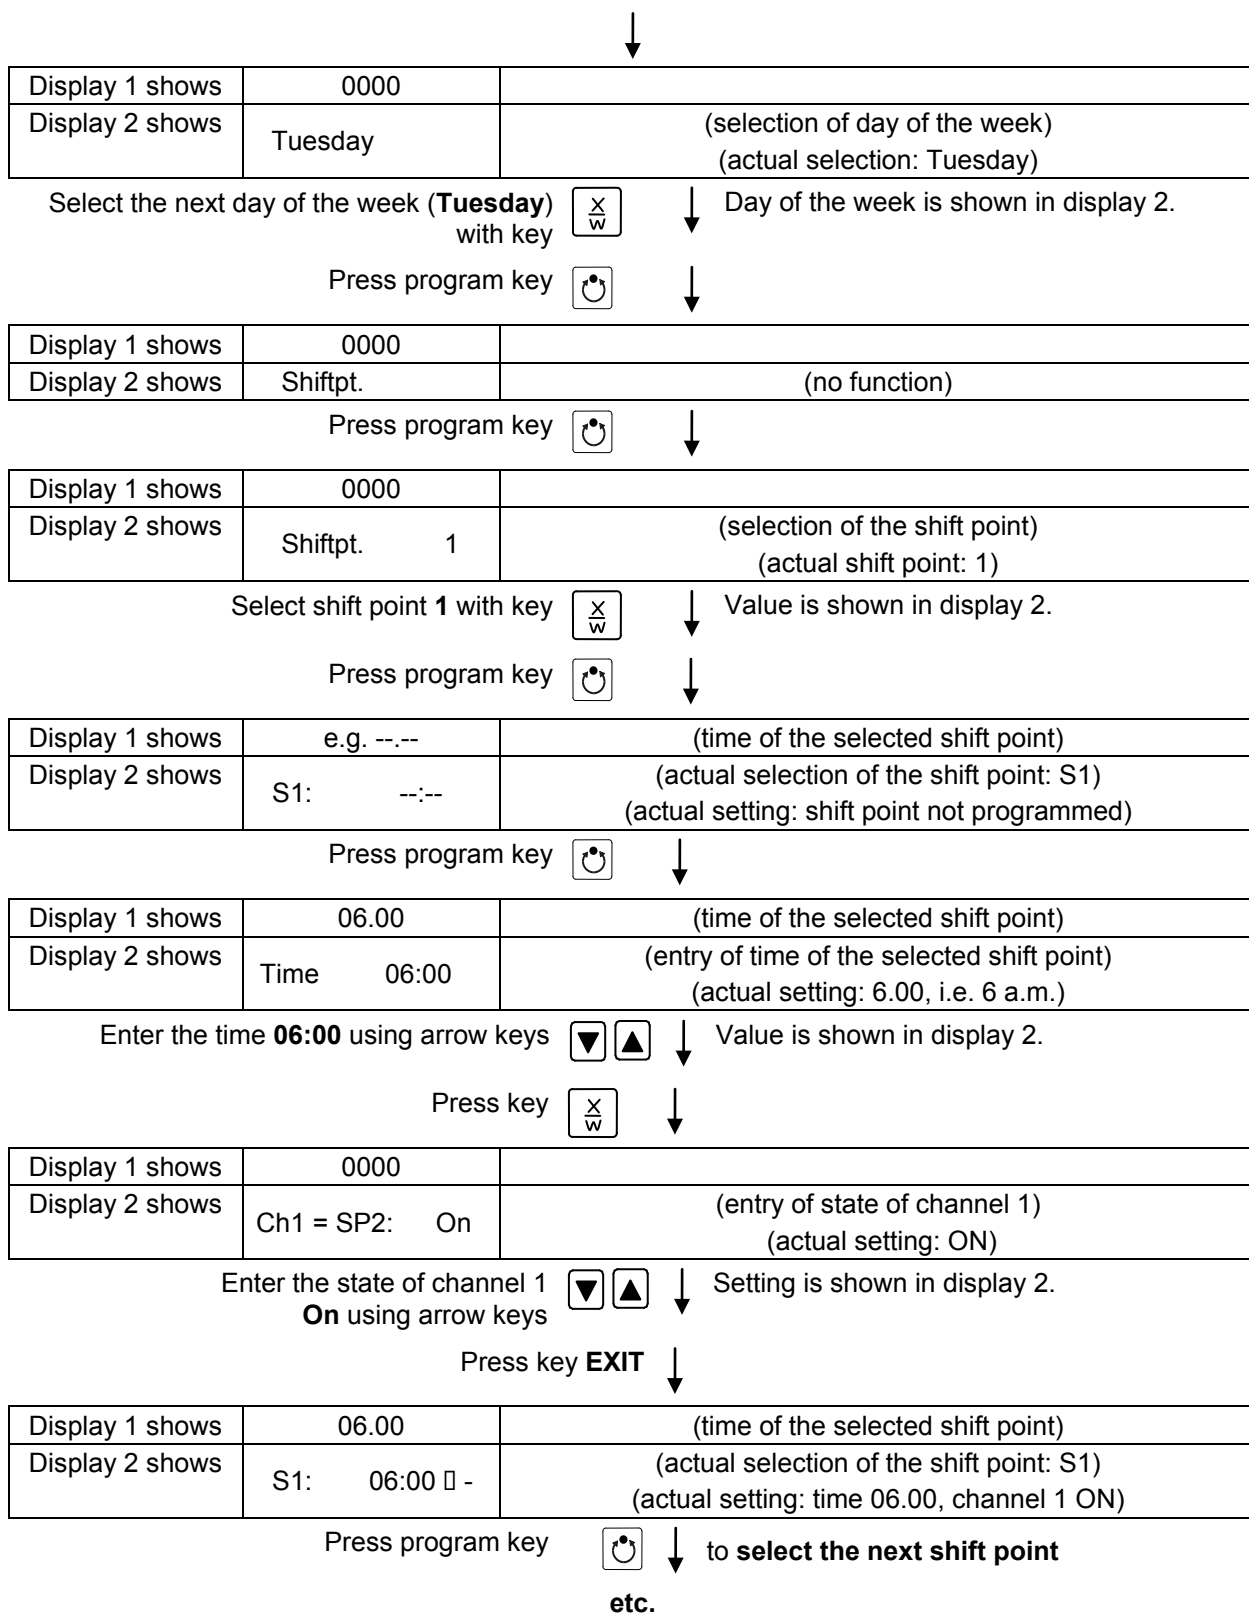 Display 1 shows 0000
Display 2 shows Tuesday (selection of day of the week)
(actual selection: Tuesday)
Select the next day of the week (Tuesday) X Day of the week is shown in display 2.
with key W
Press program key
Display 1 shows 0000
Display 2 shows Shiftpt. (no function)
Press program key
Display 1 shows 0000
Display 2 shows Shiftpt. 1 (selection of the shift point)
(actual shift point: 1)
Select shift point 1 with key X W Value is shown in display 2.
Press program key
Display 1 shows e.g. --.-- (time of the selected shift point)
Display 2 shows S1: --:-- (actual selection of the shift point: S1)
(actual setting: shift point not programmed)
Press program key
Display 1 shows 06.00 (time of the selected shift point)
Display 2 shows Time 06:00 (entry of time of the selected shift point)
(actual setting: 6.00, i.e. 6 a.m.)
Enter the time 06:00 using arrow keys ▼ ▲ Value is shown in display 2.
Press key X W
Display 1 shows 0000
Display 2 shows Ch1 = SP2: On (entry of state of channel 1)
(actual setting: ON)
Enter the state of channel 1 ▼ ▲ Setting is shown in display 2.
On using arrow keys
Press key EXIT
Display 1 shows 06.00 (time of the selected shift point)
Display 2 shows S1: 06:00 ▯ - (actual selection of the shift point: S1)
(actual setting: time 06.00, channel 1 ON)
Press program key to select the next shift point
etc.